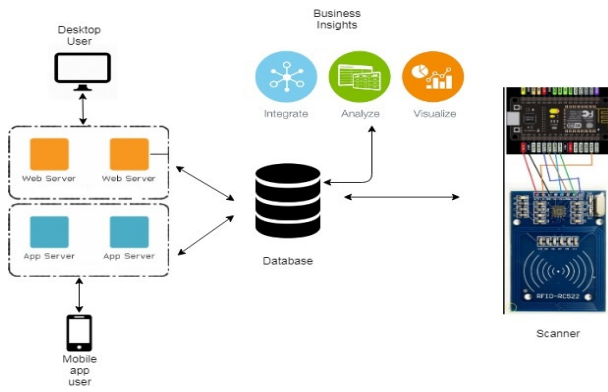 Desktop
User
Business
Insights
Integrate
Analyze
Visualize
Web Server
Web Server
App Server
App Server
Database
RFID-RC522
Scanner
Mobile
app
user